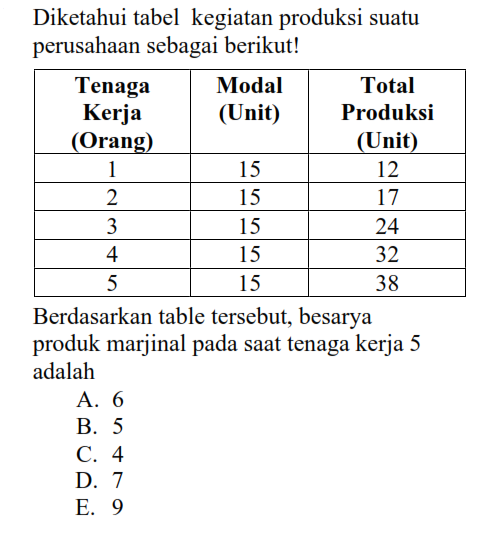 Diketahui tabel kegiatan produksi suatu
perusahaan sebagai berikut!
Tenaga Kerja (Orang) Modal (Unit) Total Produksi (Unit)
1 15 12
2 15 17
3 15 24
4 15 32
5 15 38
Berdasarkan table tersebut, besarya
produk marjinal pada saat tenaga kerja 5
adalah
A. 6
B. 5
C. 4
D. 7
E. 9